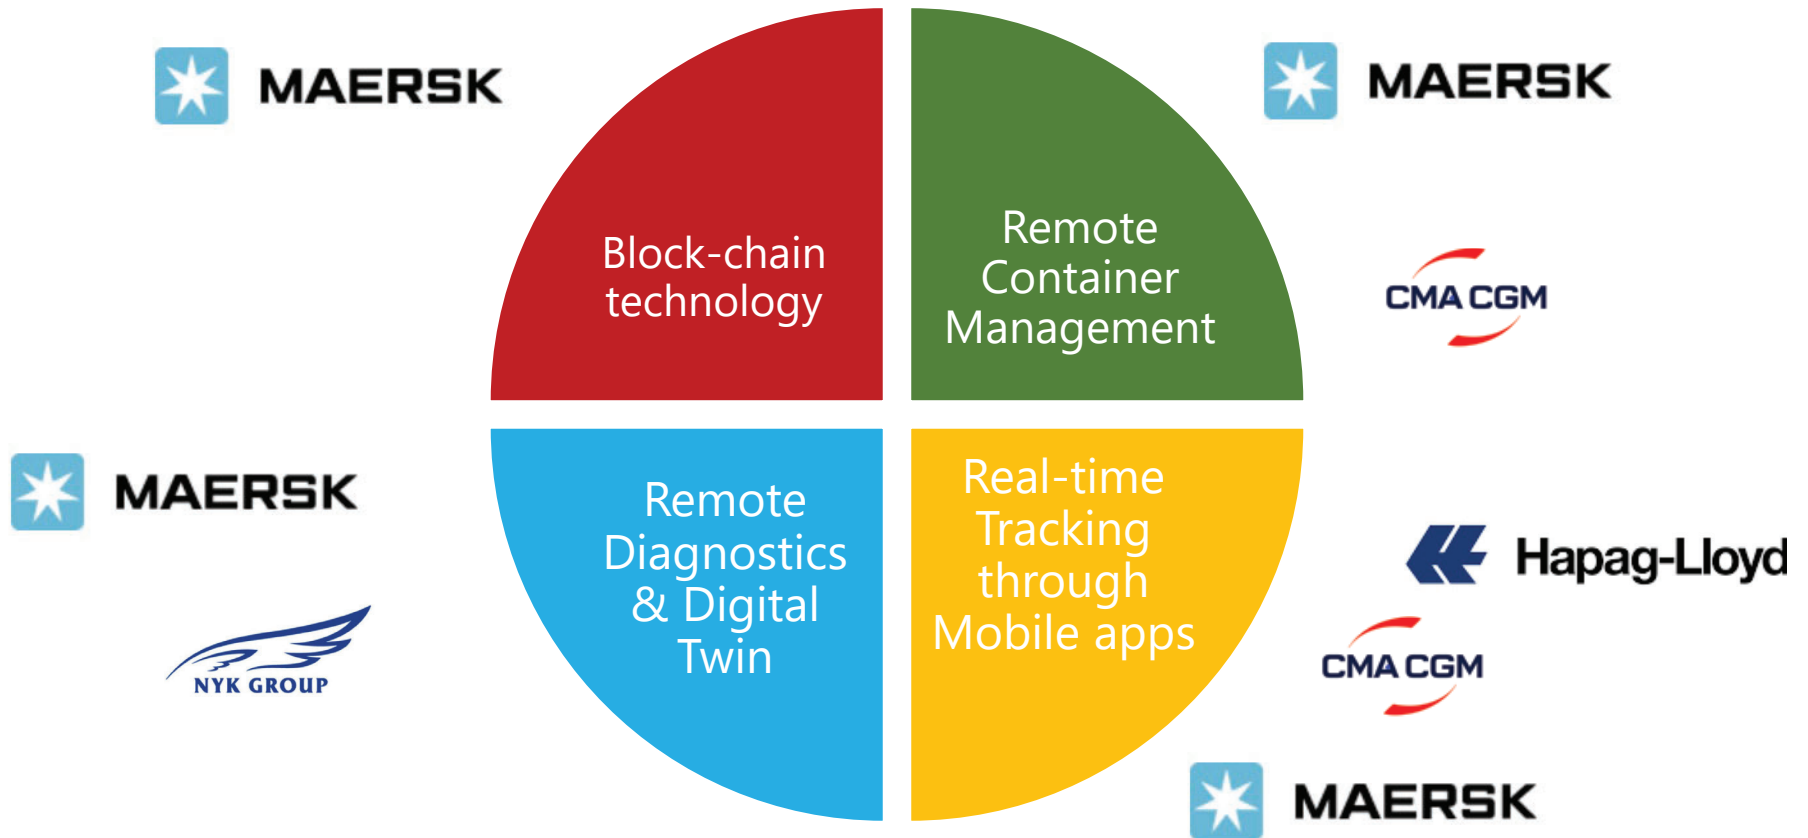 MAERSK
Block-chain
technology
Remote
Container
Management
MAERSK
CMA CGM
MAERSK
NYK GROUP
Remote
Diagnostics
& Digital
Twin
Real-time
Tracking
through
Mobile apps
Hapag-Lloyd
CMA CGM
MAERSK